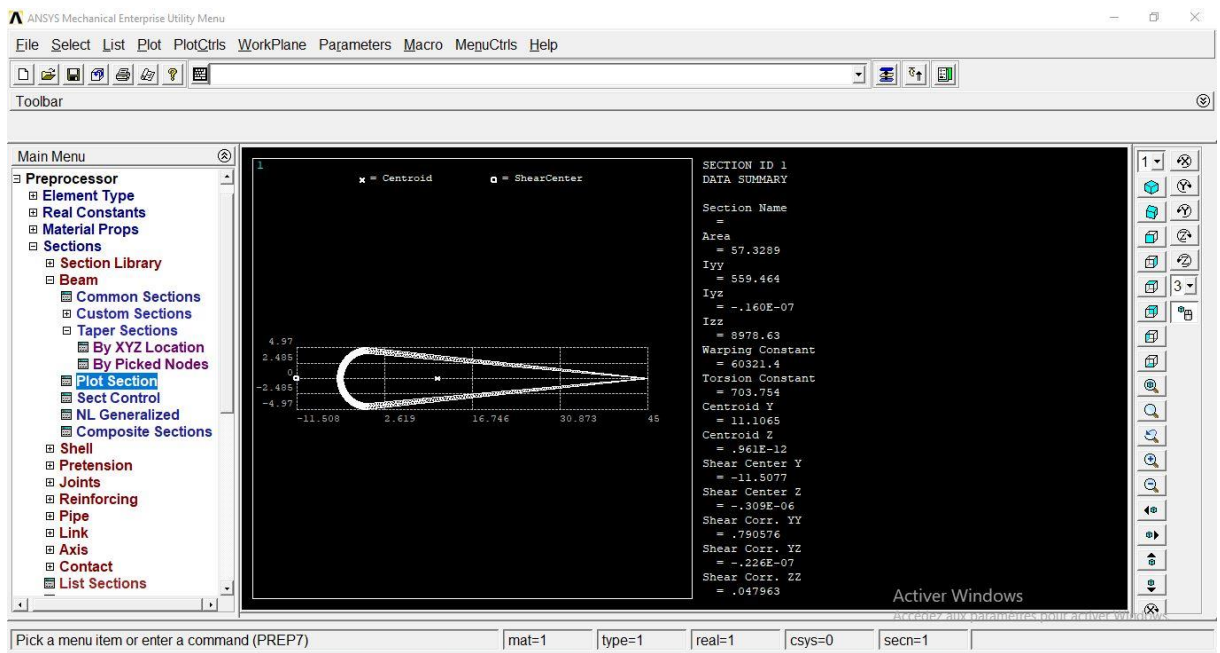 ANSYS Mechanical Enterprise Utility Menu
File Select List Plot PlotCtrls WorkPlane Parameters Macro MenuCtrls Help
Toolbar
Main Menu
Preprocessor
Element Type
Real Constants
Material Props
Sections
Section Library
Beam
Common Sections
Custom Sections
Taper Sections
By XYZ Location
By Picked Nodes
Plot Section
Sect Control
NL Generalized
Composite Sections
Shell
Pretension
Joints
Reinforcing
Pipe
Link
Axis
Contact
List Sections
1
x = Centroid
= ShearCenter
4.97
2.485
0
-2.485
-4.97
-11.508 2.619 16.746 30.873 45
SECTION ID 1
DATA SUMMARY
Section Name
=
Area
= 57.3289
Iyy
= 559.464
Iyz
= -.160E-07
Izz
= 8978.63
Warping Constant
= 60321.4
Torsion Constant
= 703.754
Centroid Y
= 11.1065
Centroid Z
= .961E-12
Shear Center Y
= -11.5077
Shear Center Z
= -.309E-06
Shear Corr. YY
= .790576
Shear Corr. YZ
= -.226E-07
Shear Corr. ZZ
= .047963
1
3
Activer Windows
Accédez aux paramètres pour activer Windows.
Pick a menu item or enter a command (PREP7)
mat=1
type=1
real=1
csys=0
secn=1